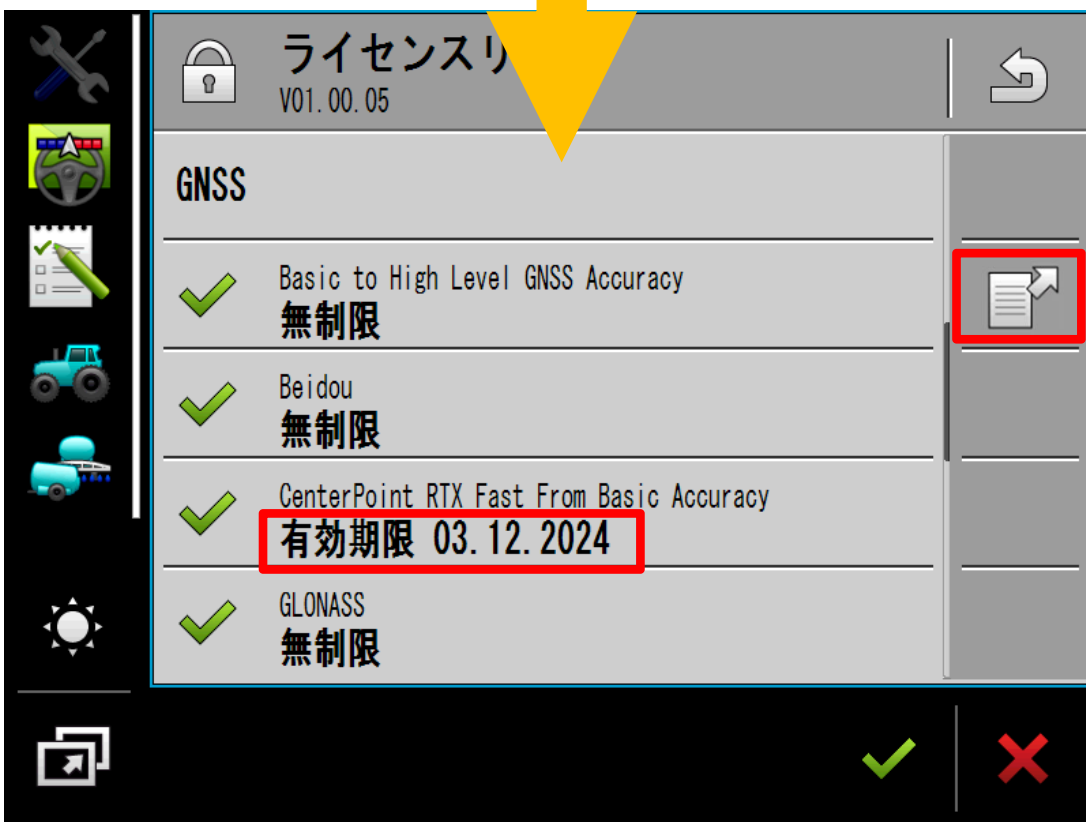 ライセンスリ
V01.00.05
GNSS
Basic to High Level GNSS Accuracy
無制限
Beidou
無制限
CenterPoint RTX Fast From Basic Accuracy
有効期限 03.12.2024
GLONASS
無制限